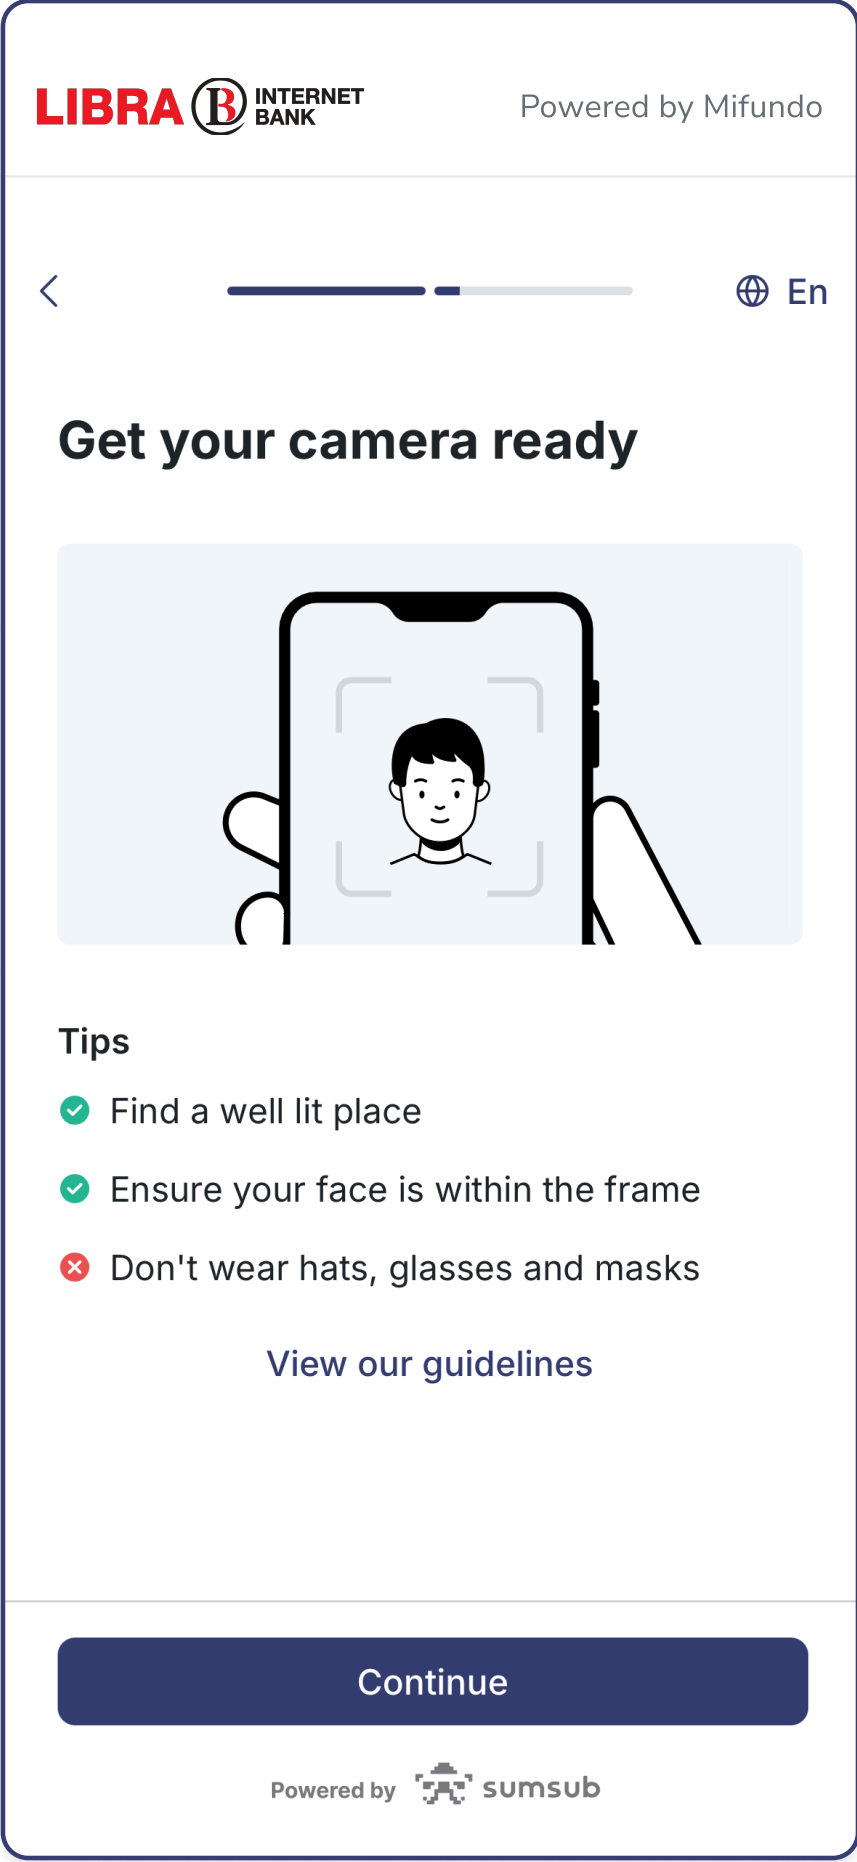 LIBRA B INTERNET BANK
Powered by Mifundo
En
Get your camera ready
Tips
Find a well lit place
Ensure your face is within the frame
Don't wear hats, glasses and masks
View our guidelines
Continue
Powered by sumsub